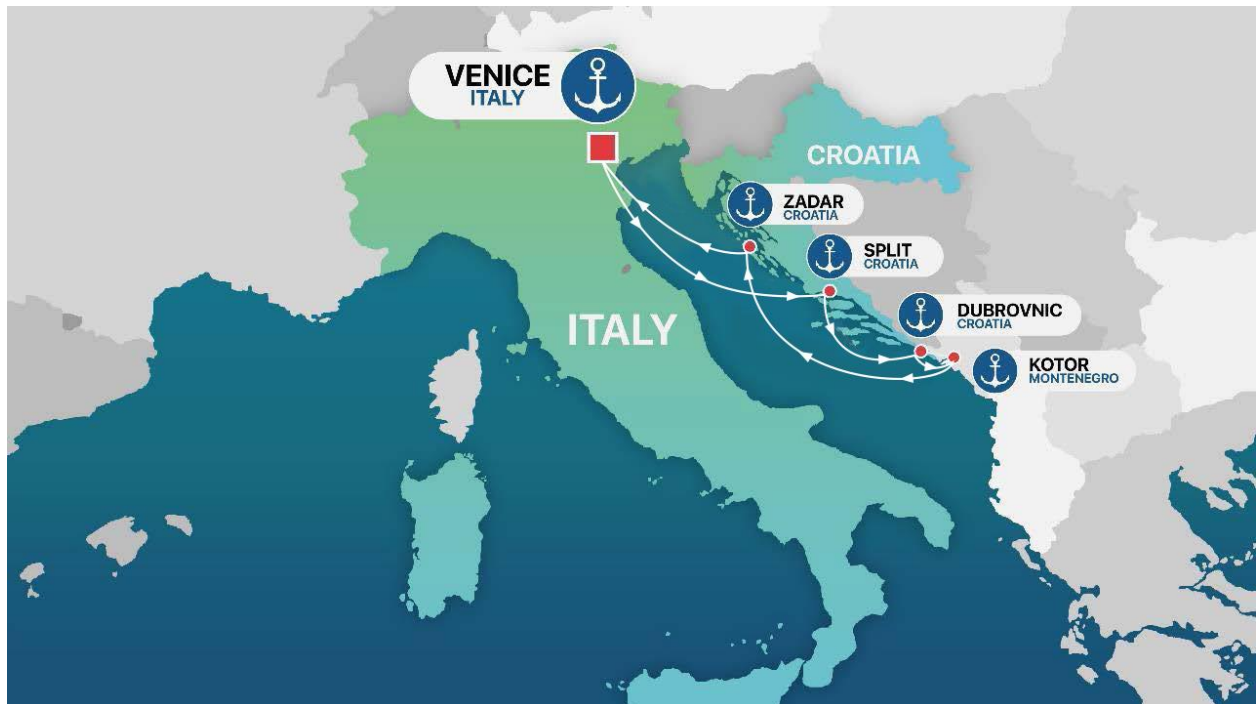 VENICE
ITALY
CROATIA
ZADAR
CROATIA
SPLIT
CROATIA
ITALY
DUBROVNIC
CROATIA
KOTOR
MONTENEGRO